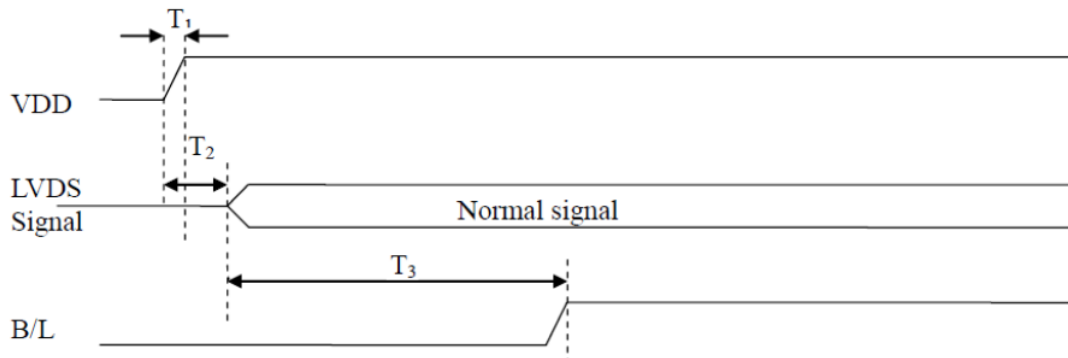 T₁
VDD
T₂
LVDS
Signal
Normal signal
T₃
B/L